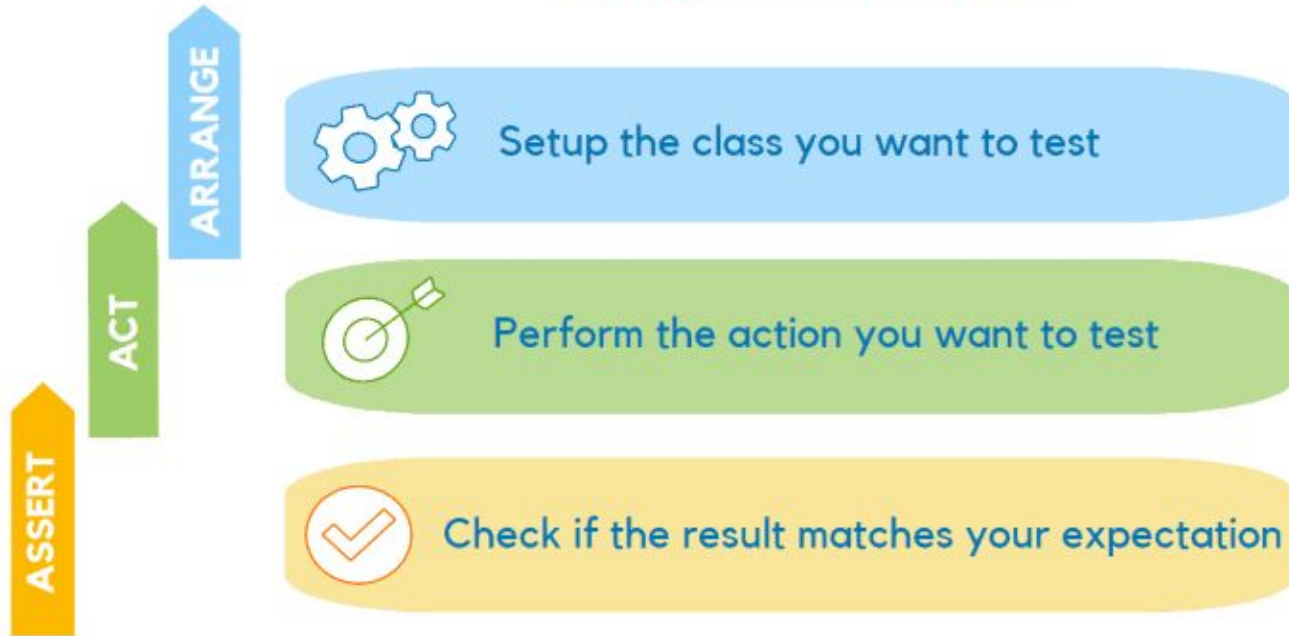 ARRANGE
Setup the class you want to test
ACT
Perform the action you want to test
ASSERT
Check if the result matches your expectation